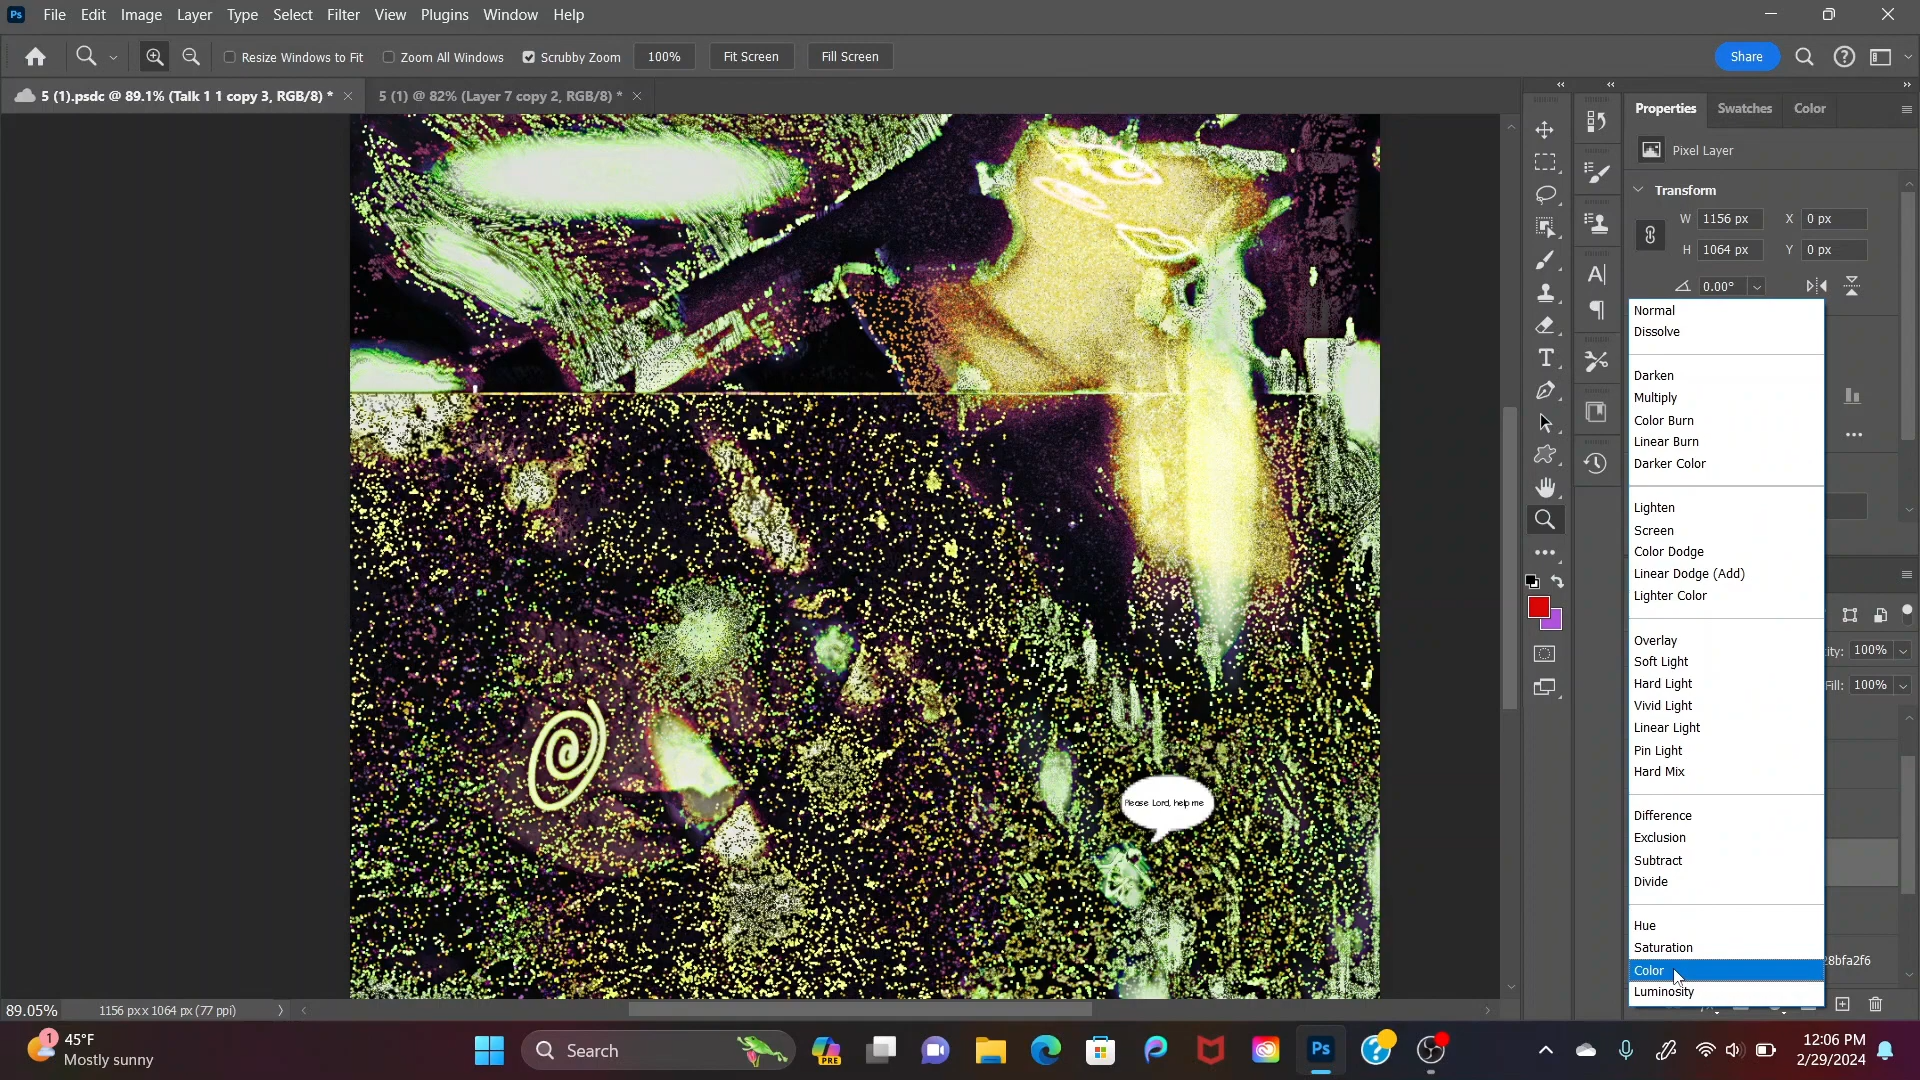 Ps File Edit Image Layer Type Select Filter View Plugins Window Help
Resize Windows to Fit Zoom All Windows Scrubby Zoom 100% Fit Screen Fill Screen Share
5 (1).psdc @ 89.1% (Talk 1 1 copy 3, RGB/8) * 5 (1) @ 82% (Layer 7 copy 2, RGB/8) *
Properties Swatches Color
Pixel Layer
Transform
W 1156 px X 0 px
H 1064 px Y 0 px
0.00°
Normal
Dissolve
Darken
Multiply
Color Burn
Linear Burn
Darker Color
Lighten
Screen
Color Dodge
Linear Dodge (Add)
Lighter Color
Overlay
Soft Light
Hard Light
Vivid Light
Linear Light
Pin Light
Hard Mix
Difference
Exclusion
Subtract
Divide
Hue
Saturation
Color
Luminosity
ity: 100%
Fill: 100%
28bfa2f6
Please Lord, help me
89.05% 1156 px x 1064 px (77 ppi)
1 45°F
Mostly sunny
Search
PRE
Ps
12:06 PM
2/29/2024